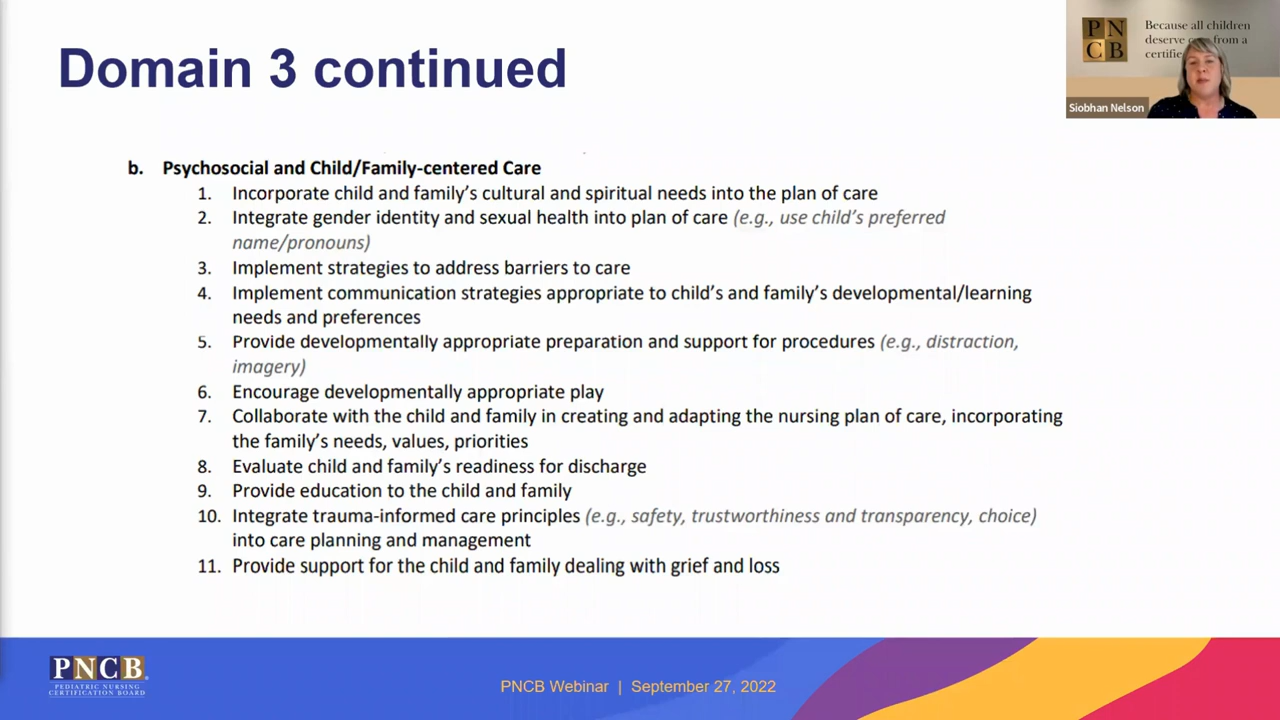 Domain 3 continued
PN
CB
Because all children
deserve from a
Siobhan Nelson
b. Psychosocial and Child/Family-centered Care
1. Incorporate child and family's cultural and spiritual needs into the plan of care
2. Integrate gender identity and sexual health into plan of care (e.g., use child's preferred
name/pronouns)
3. Implement strategies to address barriers to care
4. Implement communication strategies appropriate to child's and family's developmental/learning
needs and preferences
5. Provide developmentally appropriate preparation and support for procedures (e.g., distraction,
imagery)
6. Encourage developmentally appropriate play
7. Collaborate with the child and family in creating and adapting the nursing plan of care, incorporating
the family's needs, values, priorities
8. Evaluate child and family's readiness for discharge
9. Provide education to the child and family
10. Integrate trauma-informed care principles (e.g., safety, trustworthiness and transparency, choice)
into care planning and management
11. Provide support for the child and family dealing with grief and loss
PNCB®
PEDIATRIC NURSING
CERTIFICATION BOARD
PNCB Webinar | September 27, 2022